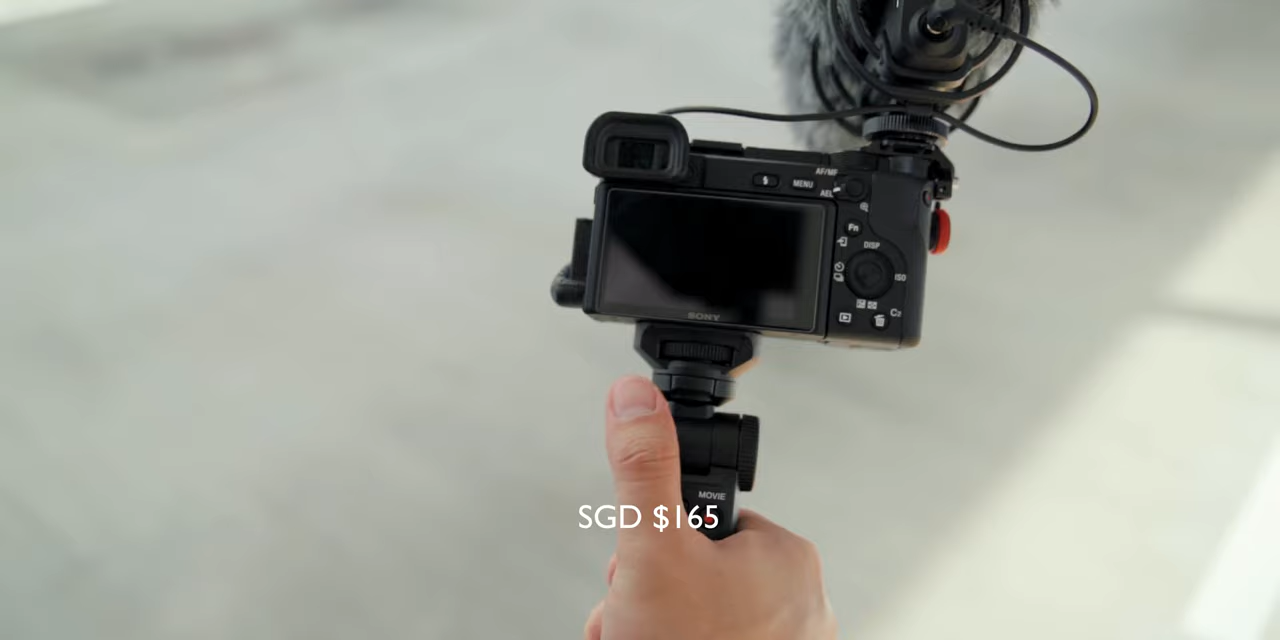 AF/MF
MENU
AEL
Fn
DISP
ISO
C2
SONY
MOVIE
SGD $165